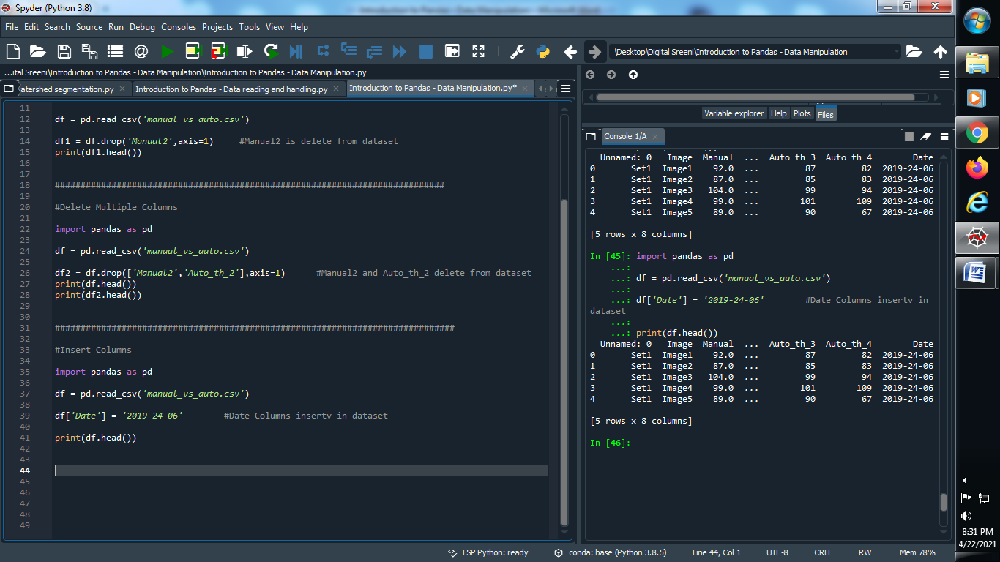 Spyder (Python 3.8)
File Edit Search Source Run Debug Consoles Projects Tools View Help
\Desktop\Digital Sreeni\Introduction to Pandas - Data Manipulation
...ital Sreeni\Introduction to Pandas - Data Manipulation\Introduction to Pandas - Data Manipulation.py
atershed segmentation.py Introduction to Pandas - Data reading and handling.py Introduction to Pandas - Data Manipulation.py*
11
12 df = pd.read_csv('manual_vs_auto.csv')
13
14 df1 = df.drop('Manual2',axis=1) #Manual2 is delete from dataset
15 print(df1.head())
16
17
18 ############################################################################
19
20 #Delete Multiple Columns
21
22 import pandas as pd
23
24 df = pd.read_csv('manual_vs_auto.csv')
25
26 df2 = df.drop(['Manual2','Auto_th_2'],axis=1) #Manual2 and Auto_th_2 delete from dataset
27 print(df.head())
28 print(df2.head())
29
30
31 ##############################################################################
32
33 #Insert Columns
34
35 import pandas as pd
36
37 df = pd.read_csv('manual_vs_auto.csv')
38
39 df['Date'] = '2019-24-06' #Date Columns insertv in dataset
40
41 print(df.head())
42
43
44
45
46
47
48
49
Variable explorer Help Plots Files
Console 1/A
Unnamed: 0 Image Manual ... Auto_th_3 Auto_th_4 Date
0 Set1 Image1 92.0 ... 87 82 2019-24-06
1 Set1 Image2 87.0 ... 85 83 2019-24-06
2 Set1 Image3 104.0 ... 99 94 2019-24-06
3 Set1 Image4 99.0 ... 101 109 2019-24-06
4 Set1 Image5 89.0 ... 90 67 2019-24-06
[5 rows x 8 columns]
In [45]: import pandas as pd
...:
...: df = pd.read_csv('manual_vs_auto.csv')
...:
...: df['Date'] = '2019-24-06' #Date Columns insertv in
dataset
...:
...: print(df.head())
Unnamed: 0 Image Manual ... Auto_th_3 Auto_th_4 Date
0 Set1 Image1 92.0 ... 87 82 2019-24-06
1 Set1 Image2 87.0 ... 85 83 2019-24-06
2 Set1 Image3 104.0 ... 99 94 2019-24-06
3 Set1 Image4 99.0 ... 101 109 2019-24-06
4 Set1 Image5 89.0 ... 90 67 2019-24-06
[5 rows x 8 columns]
In [46]:
LSP Python: ready conda: base (Python 3.8.5) Line 44, Col 1 UTF-8 CRLF RW Mem 78%
8:31 PM
4/22/2021